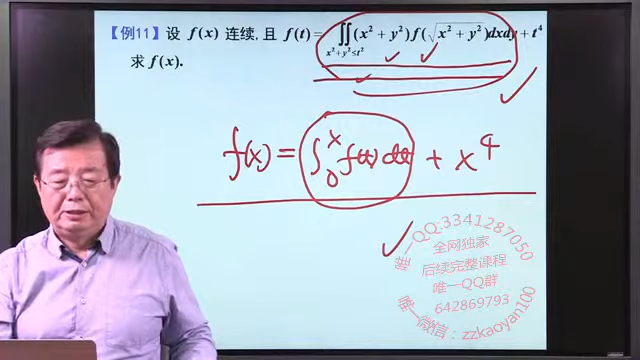 【例11】设 f(x) 连续, 且 f(t) = ∬_{x²+y²≤t²} (x² + y²) f(√(x² + y²))dxdy + t⁴
求 f(x).
f(x) = ∫₀ˣ f(t) dt + x⁴
唯一QQ:3341287050
全网独家
后续完整课程
唯一QQ群
642869793
唯一微信:zzkaoyan100